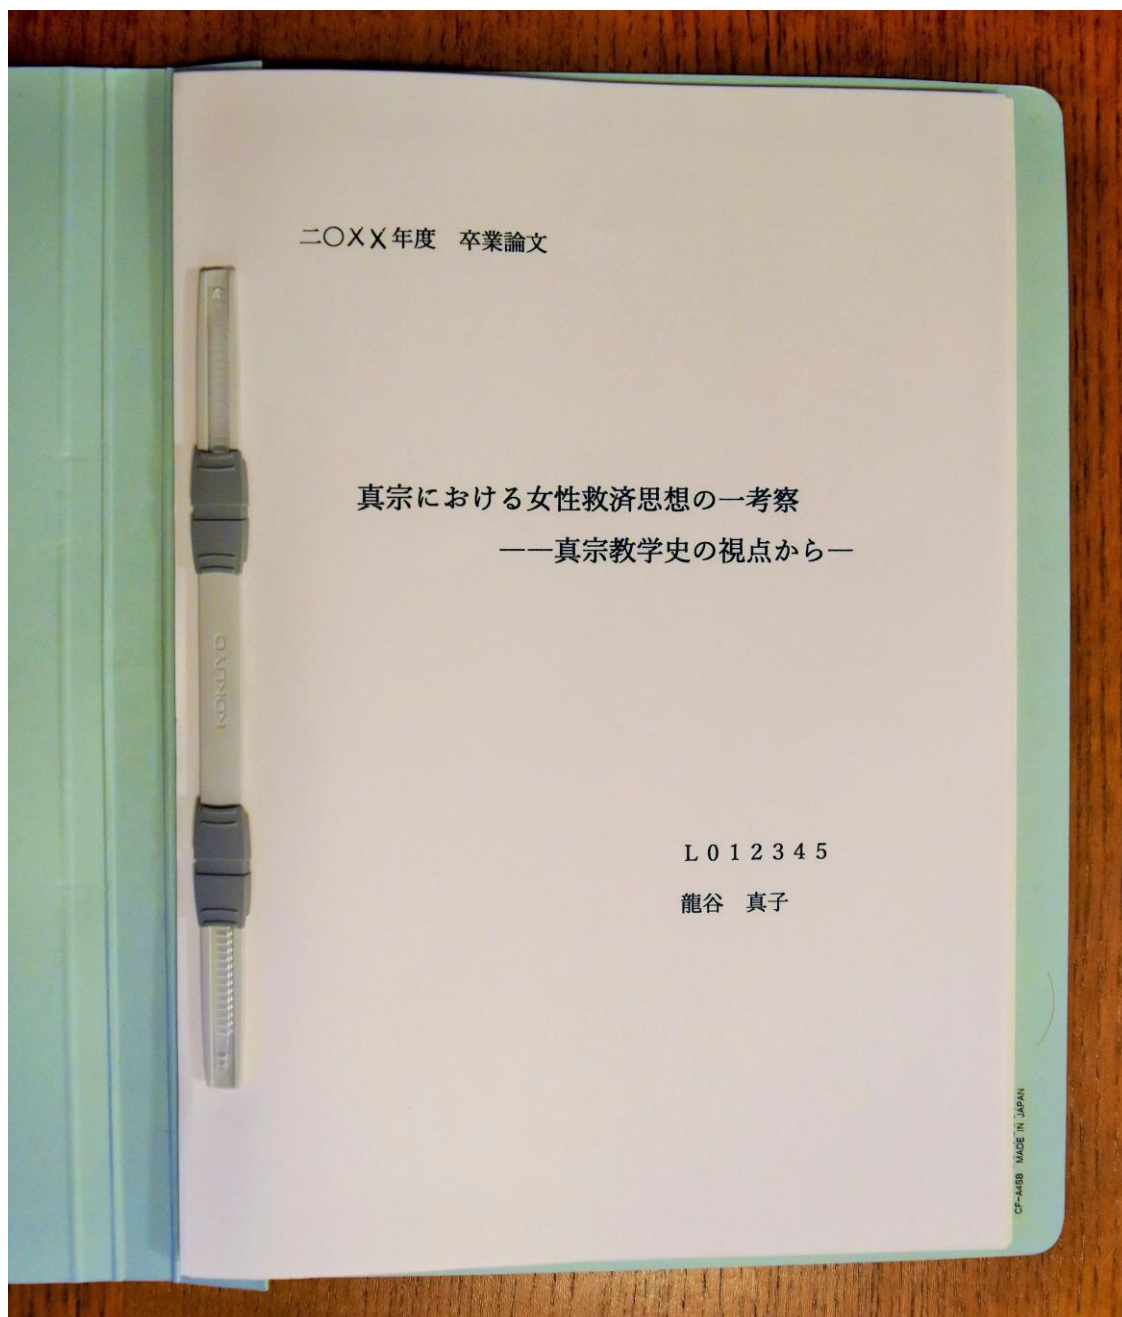 二〇XX年度　卒業論文
真宗における女性救済思想の一考察
――真宗教学史の視点から―
L012345
龍谷　真子
KOKUYO
CF-A4SB MADE IN JAPAN